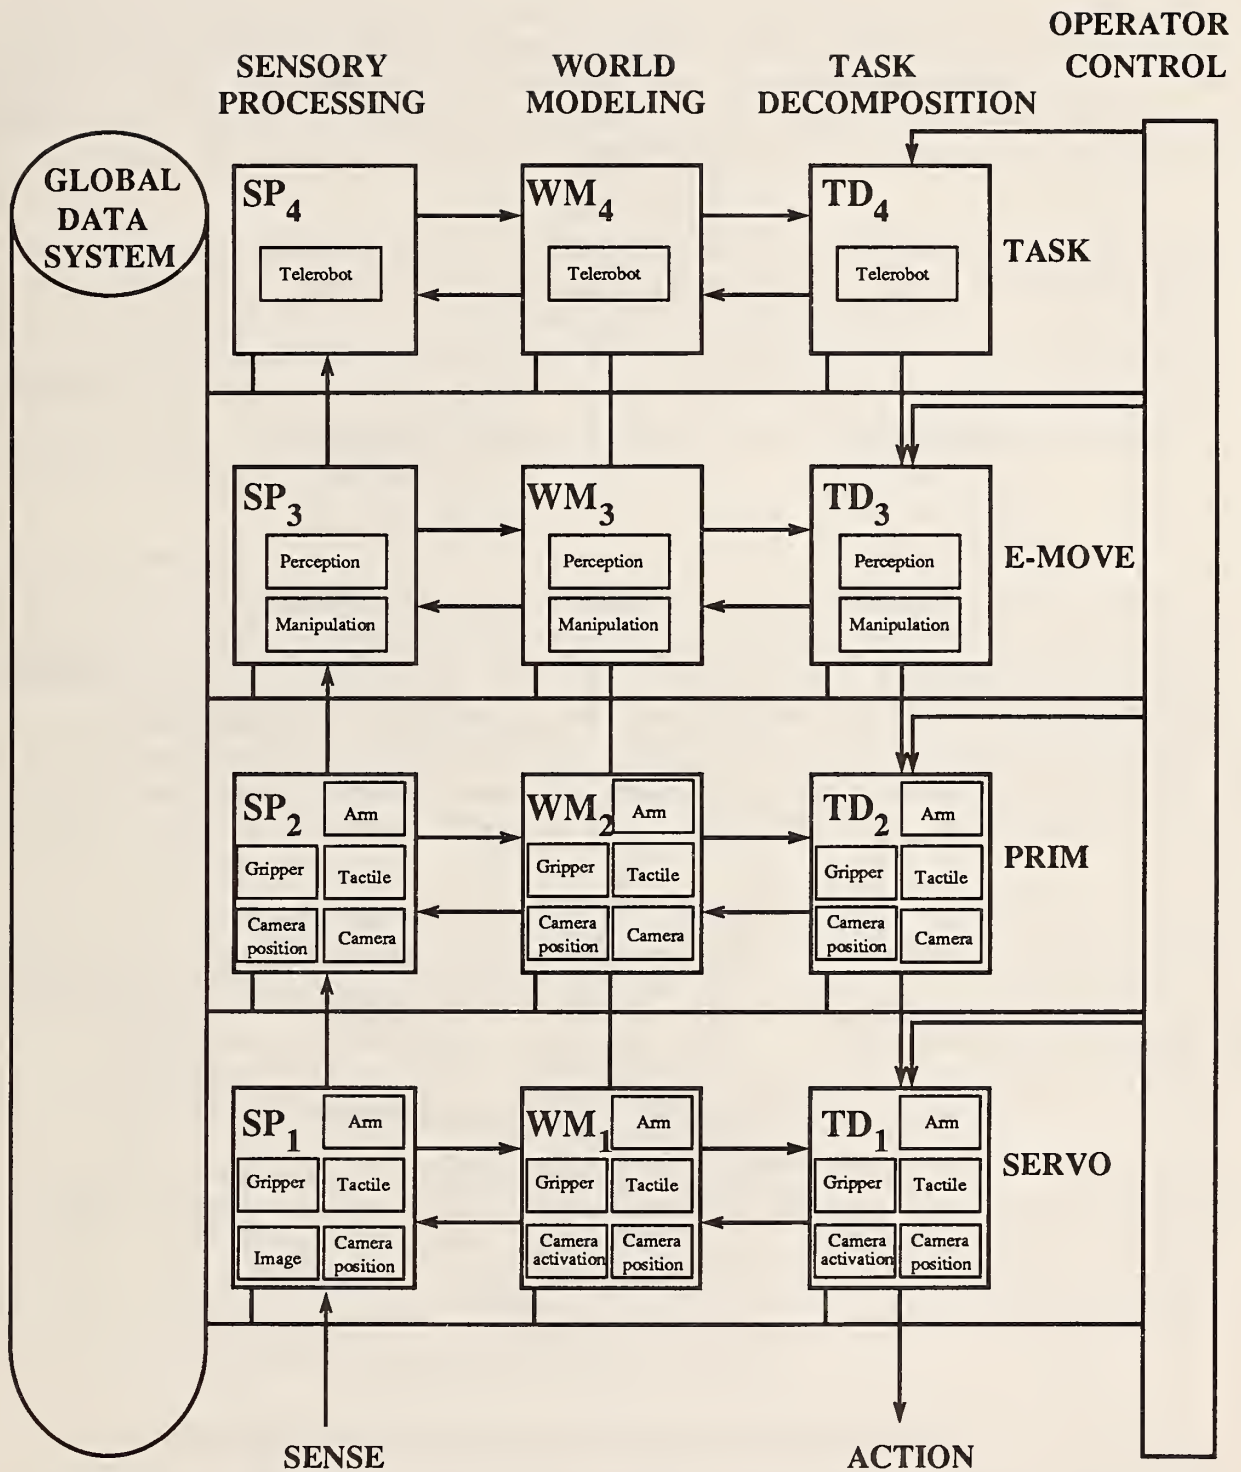 OPERATOR
CONTROL
SENSORY
PROCESSING
WORLD
MODELING
TASK
DECOMPOSITION
GLOBAL
DATA
SYSTEM
SP4
Telerobot
WM4
Telerobot
TD4
Telerobot
TASK
SP3
Perception
Manipulation
WM3
Perception
Manipulation
TD3
Perception
Manipulation
E-MOVE
SP2
Arm
Gripper
Tactile
Camera
position
Camera
WM2
Arm
Gripper
Tactile
Camera
position
Camera
TD2
Arm
Gripper
Tactile
Camera
position
Camera
PRIM
SP1
Arm
Gripper
Tactile
Image
Camera
position
WM1
Arm
Gripper
Tactile
Camera
activation
Camera
position
TD1
Arm
Gripper
Tactile
Camera
activation
Camera
position
SERVO
SENSE
ACTION